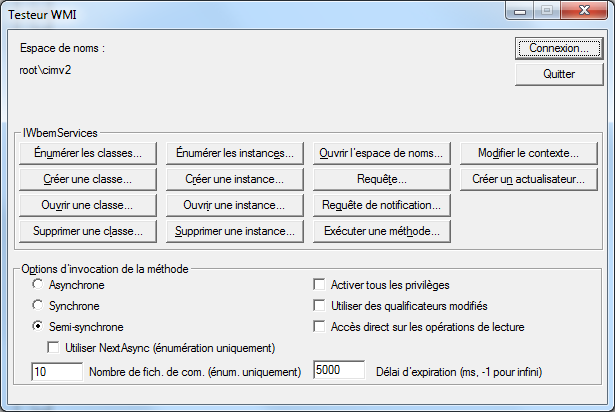 Testeur WMI
Espace de noms :
Connexion...
root\cimv2
Quitter
IWbemServices
Énumérer les classes...
Énumérer les instances...
Ouvrir l'espace de noms...
Modifier le contexte...
Créer une classe...
Créer une instance...
Requête...
Créer un actualisateur...
Ouvrir une classe...
Ouvrir une instance...
Requête de notification...
Supprimer une classe...
Supprimer une instance...
Exécuter une méthode...
Options d'invocation de la méthode
Asynchrone
Activer tous les privilèges
Synchrone
Utiliser des qualificateurs modifiés
Semi-synchrone
Accès direct sur les opérations de lecture
Utiliser NextAsync (énumération uniquement)
10 Nombre de fich. de com. (énum. uniquement)
5000 Délai d'expiration (ms, -1 pour infini)